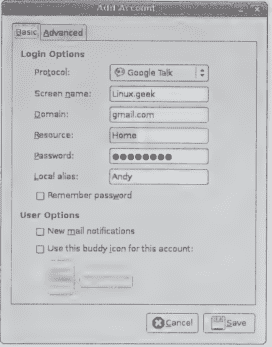 Add Account
Basic Advanced
Login Options
Protocol: Google Talk
Screen name: Linux.geek
Domain: gmail.com
Resource: Home
Password: ●●●●●●●●
Local alias: Andy
Remember password
User Options
New mail notifications
Use this buddy icon for this account:
Cancel Save